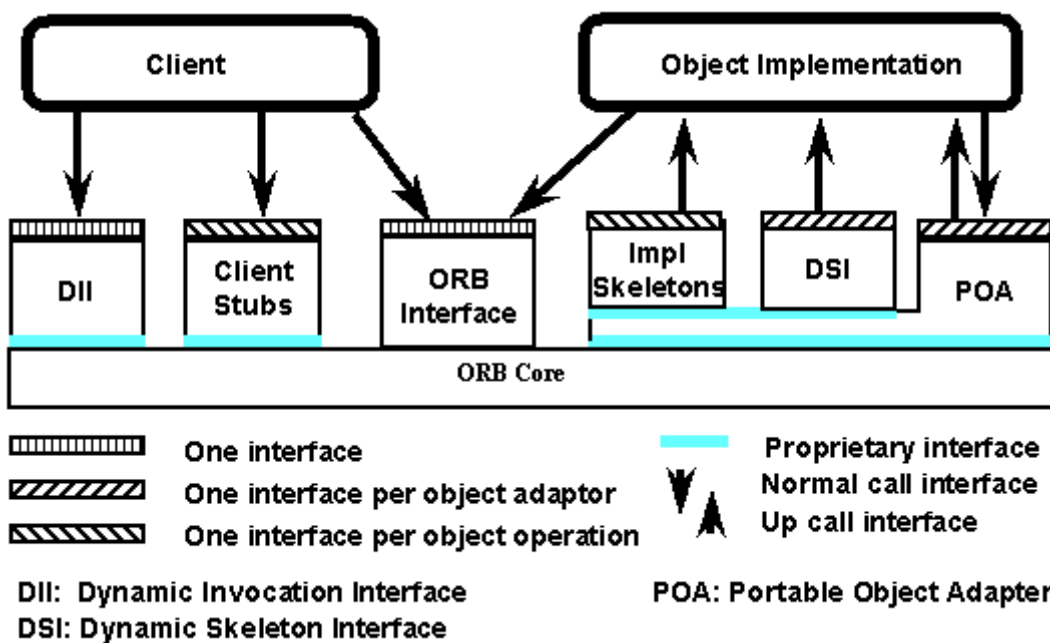 Client
Object Implementation
DII
Client
Stubs
ORB
Interface
Impl
Skeletons
DSI
POA
ORB Core
One interface
One interface per object adaptor
One interface per object operation
Proprietary interface
Normal call interface
Up call interface
DII: Dynamic Invocation Interface
POA: Portable Object Adapter
DSI: Dynamic Skeleton Interface